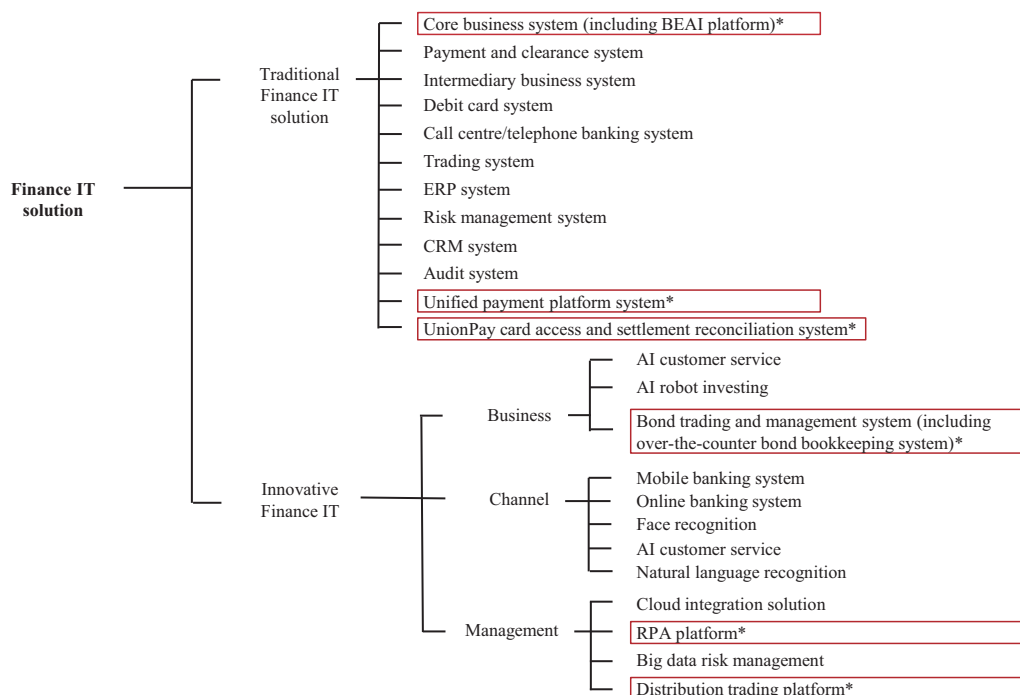 Finance IT
solution
Traditional
Finance IT
solution
Core business system (including BEAI platform)*
Payment and clearance system
Intermediary business system
Debit card system
Call centre/telephone banking system
Trading system
ERP system
Risk management system
CRM system
Audit system
Unified payment platform system*
UnionPay card access and settlement reconciliation system*
Innovative
Finance IT
Business
AI customer service
AI robot investing
Bond trading and management system (including
over-the-counter bond bookkeeping system)*
Channel
Mobile banking system
Online banking system
Face recognition
AI customer service
Natural language recognition
Management
Cloud integration solution
RPA platform*
Big data risk management
Distribution trading platform*